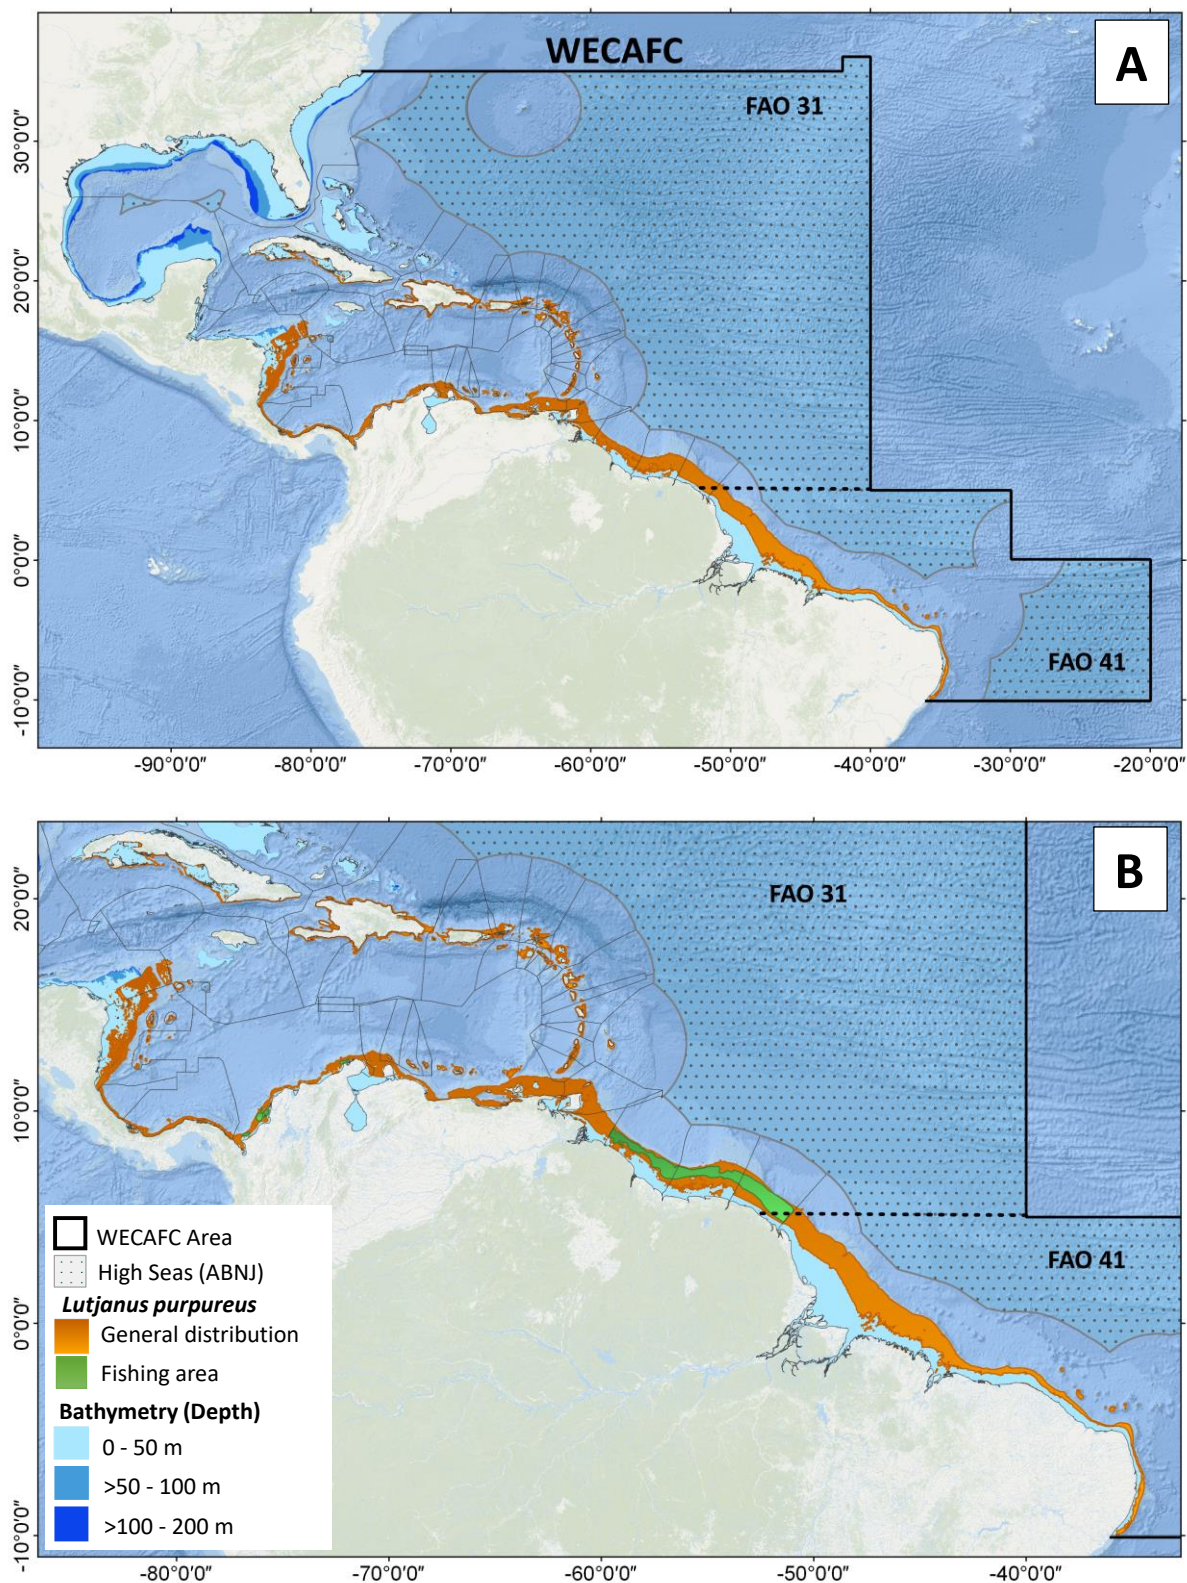 WECAFC
A
FAO 31
FAO 41
30°0'0"
20°0'0"
10°0'0"
0°0'0"
-10°0'0"
-90°0'0"
-80°0'0"
-70°0'0"
-60°0'0"
-50°0'0"
-40°0'0"
-30°0'0"
-20°0'0"
B
FAO 31
FAO 41
20°0'0"
10°0'0"
0°0'0"
-10°0'0"
WECAFC Area
High Seas (ABNJ)
Lutjanus purpureus
General distribution
Fishing area
Bathymetry (Depth)
0 - 50 m
>50 - 100 m
>100 - 200 m
-80°0'0"
-70°0'0"
-60°0'0"
-50°0'0"
-40°0'0"